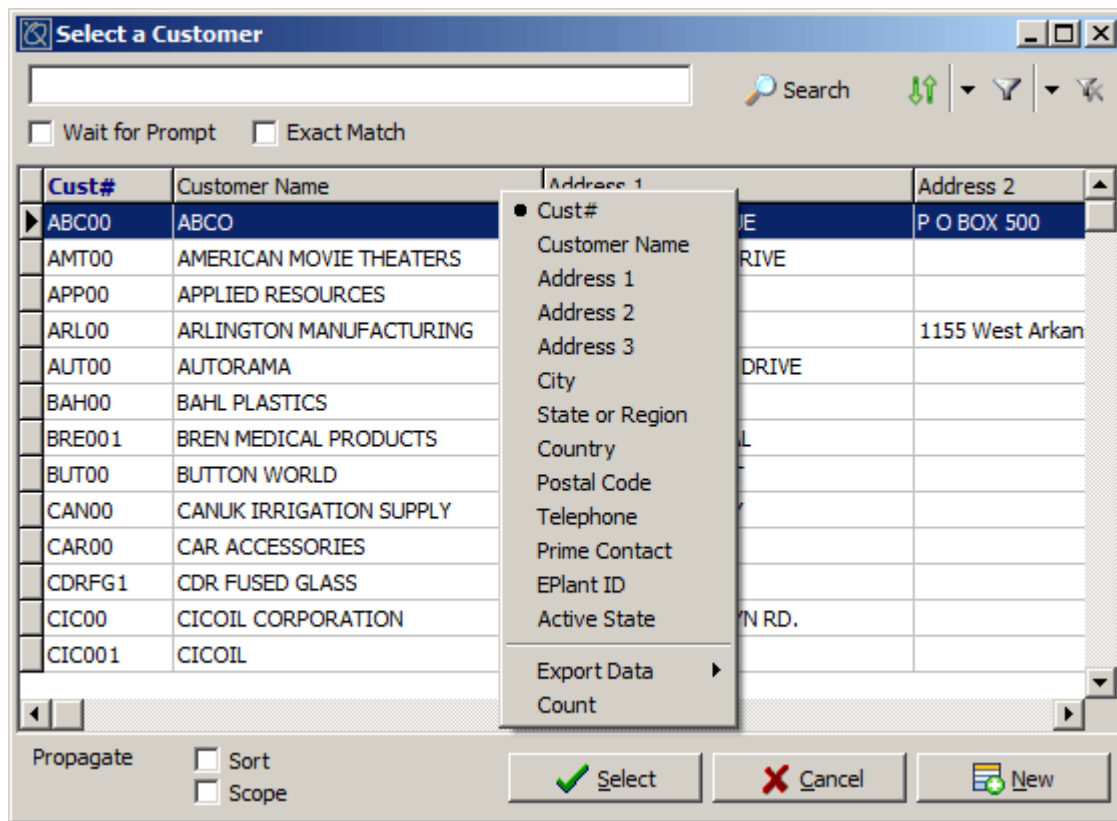 Select a Customer
Search
Wait for Prompt Exact Match
Cust# Customer Name Address 1 Address 2
ABC00 ABCO UE P O BOX 500
AMT00 AMERICAN MOVIE THEATERS RIVE
APP00 APPLIED RESOURCES
ARL00 ARLINGTON MANUFACTURING 1155 West Arkan
AUT00 AUTORAMA DRIVE
BAH00 BAHL PLASTICS
BRE001 BREN MEDICAL PRODUCTS
BUT00 BUTTON WORLD
CAN00 CANUK IRRIGATION SUPPLY
CAR00 CAR ACCESSORIES
CDRFG1 CDR FUSED GLASS
CIC00 CICOIL CORPORATION YN RD.
CIC001 CICOIL
Cust#
Customer Name
Address 1
Address 2
Address 3
City
State or Region
Country
Postal Code
Telephone
Prime Contact
EPlant ID
Active State
Export Data
Count
Propagate Sort
Scope
Select Cancel New